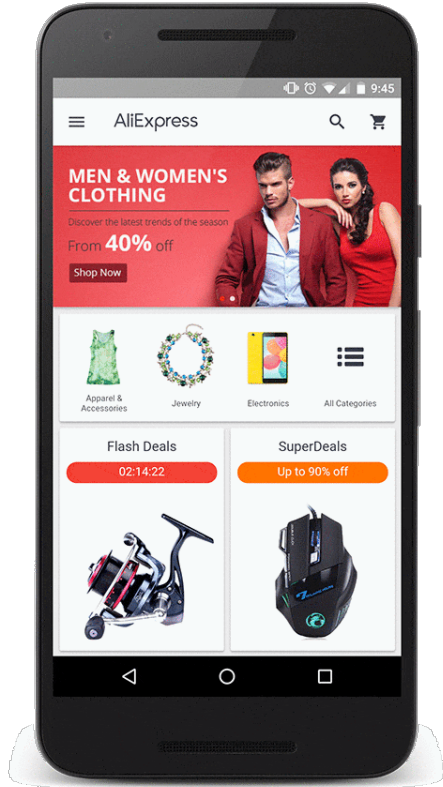 9:45
AliExpress
MEN & WOMEN'S
CLOTHING
Discover the latest trends of the season
From 40% off
Shop Now
Apparel &
Accessories
Jewelry
Electronics
All Categories
Flash Deals
02:14:22
SuperDeals
Up to 90% off